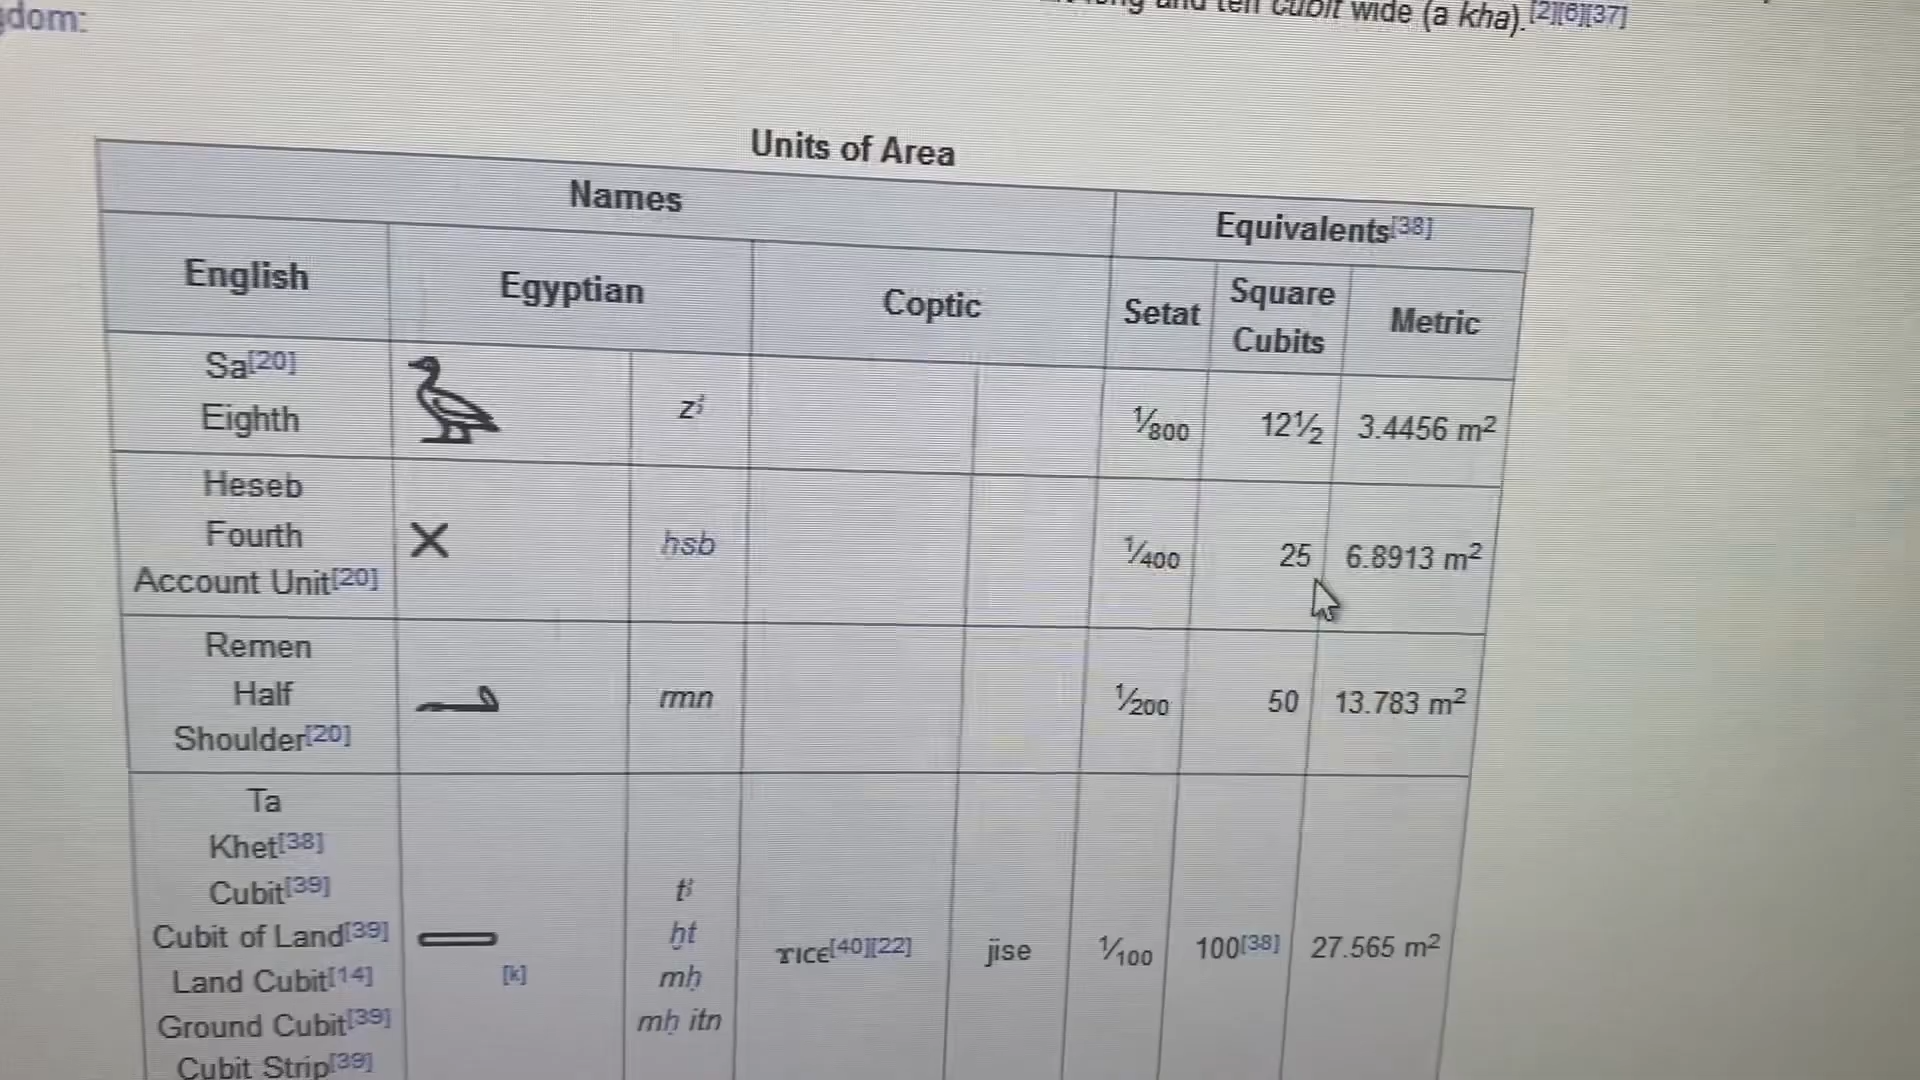 dom:
and ten cubit wide (a kha).[2][6][37]
Units of Area
Names
Equivalents[38]
English
Egyptian
Coptic
Setat
Square
Cubits
Metric
Sa[20]
Eighth
zꜣ
1⁄800
12½
3.4456 m²
Heseb
Fourth
Account Unit[20]
hsb
1⁄400
25
6.8913 m²
Remen
Half
Shoulder[20]
rmn
1⁄200
50
13.783 m²
Ta
Khet[38]
Cubit[39]
Cubit of Land[39]
Land Cubit[14]
Ground Cubit[39]
Cubit Strip[39]
[k]
tꜣ
ḫt
mḥ
mḥ itn
ϫⲓⲥⲉ[40][22]
jise
1⁄100
100[38]
27.565 m²